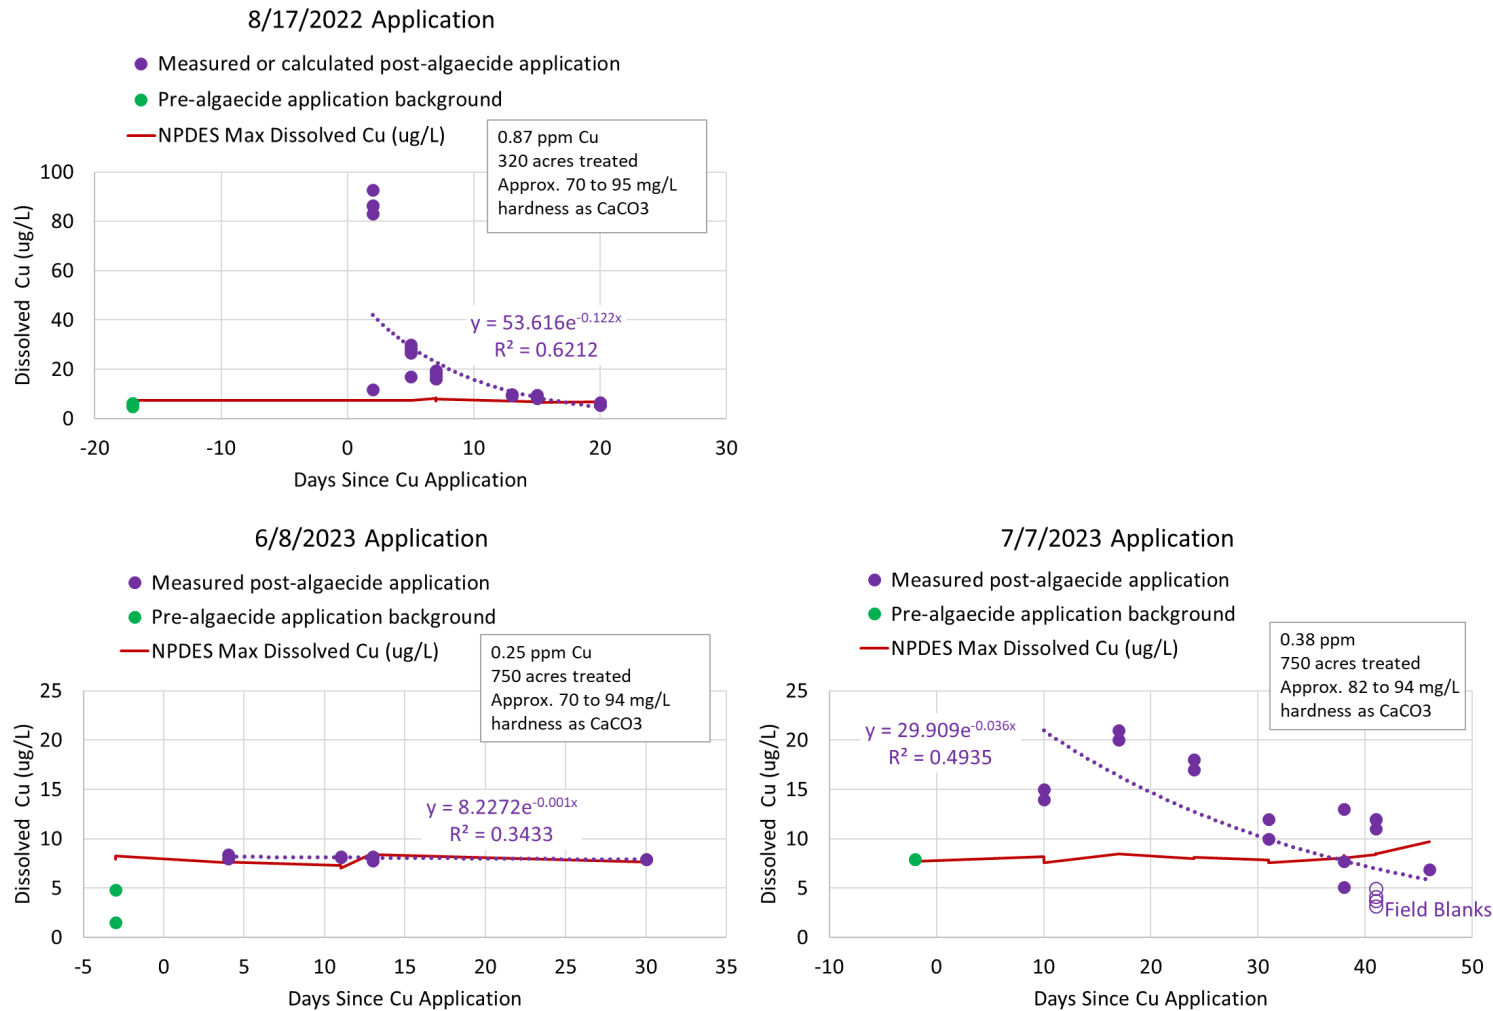 8/17/2022 Application
Measured or calculated post-algaecide application
Pre-algaecide application background
NPDES Max Dissolved Cu (ug/L)
0.87 ppm Cu
320 acres treated
Approx. 70 to 95 mg/L
hardness as CaCO3
100
80
60
40
20
0
Dissolved Cu (ug/L)
y = 53.616e^-0.122x
R² = 0.6212
-20 -10 0 10 20 30
Days Since Cu Application
6/8/2023 Application
Measured post-algaecide application
Pre-algaecide application background
NPDES Max Dissolved Cu (ug/L)
0.25 ppm Cu
750 acres treated
Approx. 70 to 94 mg/L
hardness as CaCO3
25
20
15
10
5
0
Dissolved Cu (ug/L)
y = 8.2272e^-0.001x
R² = 0.3433
-5 0 5 10 15 20 25 30 35
Days Since Cu Application
7/7/2023 Application
Measured post-algaecide application
Pre-algaecide application background
NPDES Max Dissolved Cu (ug/L)
0.38 ppm
750 acres treated
Approx. 82 to 94 mg/L
hardness as CaCO3
25
20
15
10
5
0
Dissolved Cu (ug/L)
y = 29.909e^-0.036x
R² = 0.4935
Field Blanks
-10 0 10 20 30 40 50
Days Since Cu Application